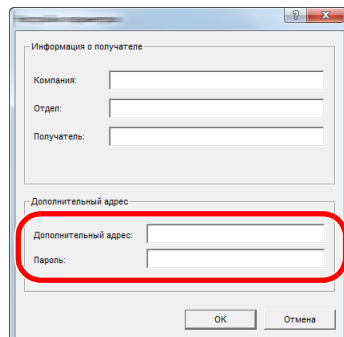 Информация о получателе
Компания:
Отдел:
Получатель:
Дополнительный адрес
Дополнительный адрес:
Пароль:
OK
Отмена